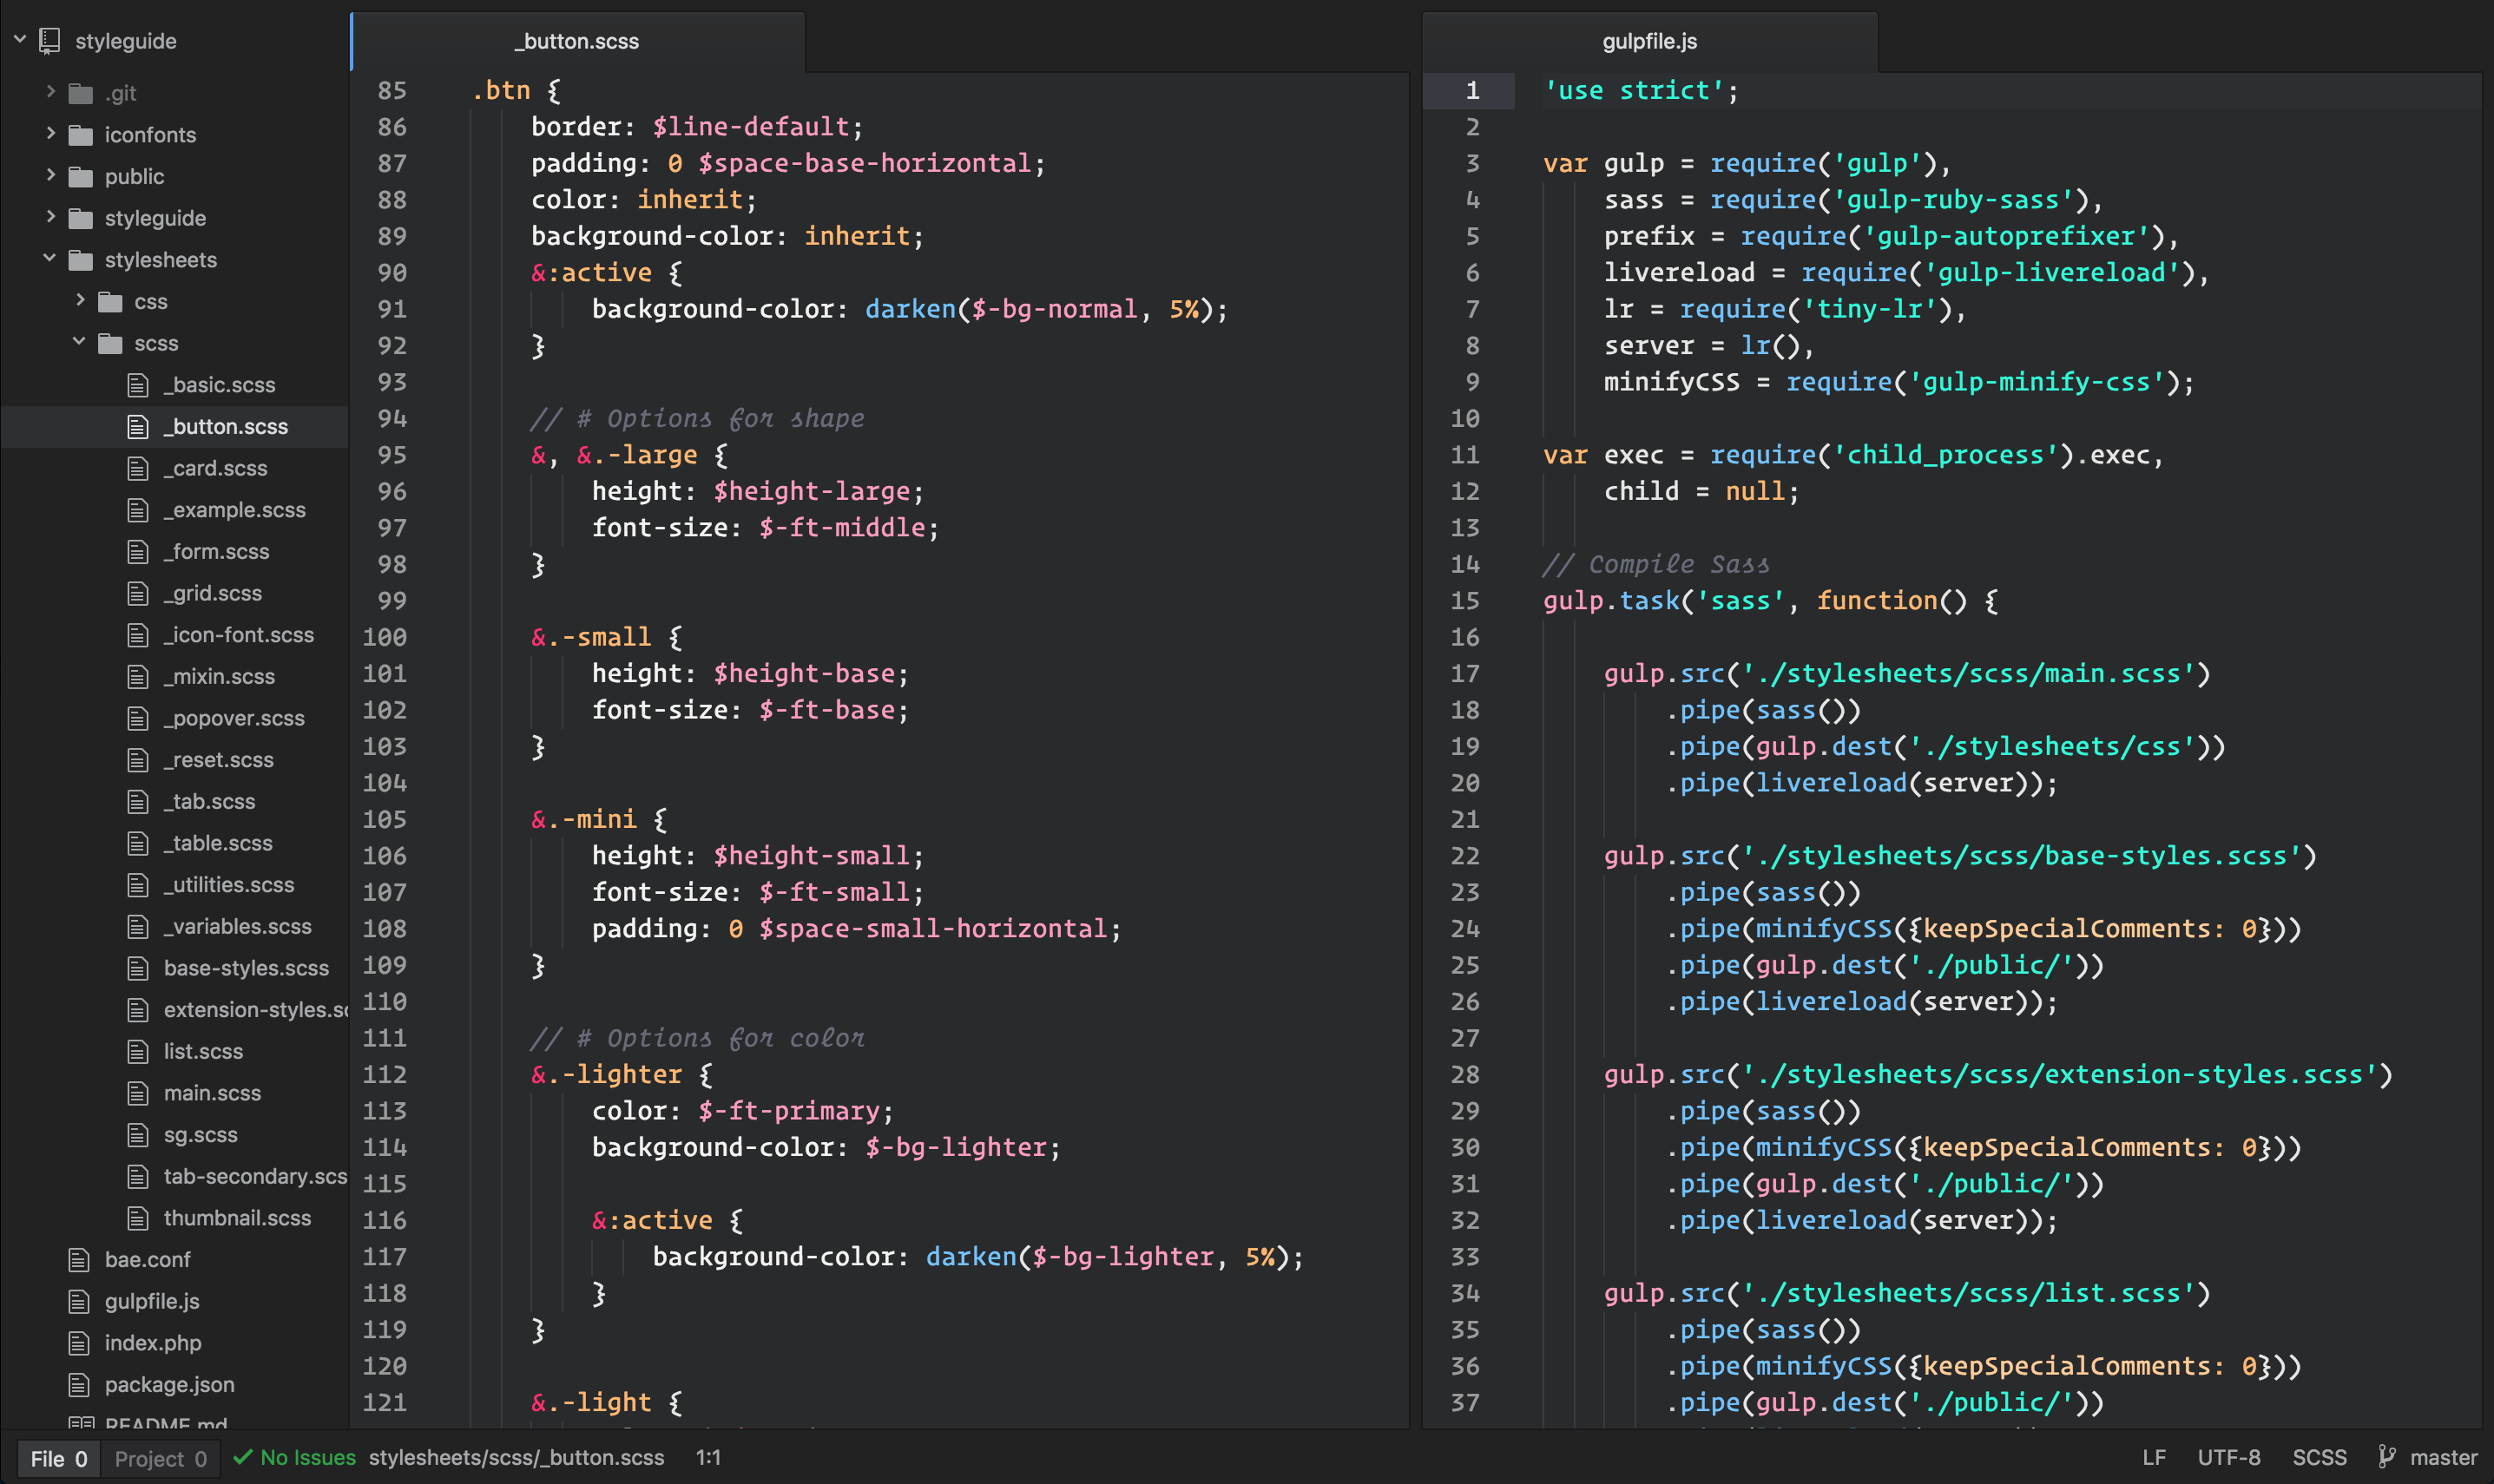 styleguide
.git
iconfonts
public
styleguide
stylesheets
css
scss
_basic.scss
_button.scss
_card.scss
_example.scss
_form.scss
_grid.scss
_icon-font.scss
_mixin.scss
_popover.scss
_reset.scss
_tab.scss
_table.scss
_utilities.scss
_variables.scss
base-styles.scss
extension-styles.sc
list.scss
main.scss
sg.scss
tab-secondary.scs
thumbnail.scss
bae.conf
gulpfile.js
index.php
package.json
README.md
_button.scss
85 .btn {
86 border: $line-default;
87 padding: 0 $space-base-horizontal;
88 color: inherit;
89 background-color: inherit;
90 &:active {
91 background-color: darken($-bg-normal, 5%);
92 }
93
94 // # Options for shape
95 &, &.-large {
96 height: $height-large;
97 font-size: $-ft-middle;
98 }
99
100 &.-small {
101 height: $height-base;
102 font-size: $-ft-base;
103 }
104
105 &.-mini {
106 height: $height-small;
107 font-size: $-ft-small;
108 padding: 0 $space-small-horizontal;
109 }
110
111 // # Options for color
112 &.-lighter {
113 color: $-ft-primary;
114 background-color: $-bg-lighter;
115
116 &:active {
117 background-color: darken($-bg-lighter, 5%);
118 }
119 }
120
121 &.-light {
gulpfile.js
1 'use strict';
2
3 var gulp = require('gulp'),
4 sass = require('gulp-ruby-sass'),
5 prefix = require('gulp-autoprefixer'),
6 livereload = require('gulp-livereload'),
7 lr = require('tiny-lr'),
8 server = lr(),
9 minifyCSS = require('gulp-minify-css');
10
11 var exec = require('child_process').exec,
12 child = null;
13
14 // Compile Sass
15 gulp.task('sass', function() {
16
17 gulp.src('./stylesheets/scss/main.scss')
18 .pipe(sass())
19 .pipe(gulp.dest('./stylesheets/css'))
20 .pipe(livereload(server));
21
22 gulp.src('./stylesheets/scss/base-styles.scss')
23 .pipe(sass())
24 .pipe(minifyCSS({keepSpecialComments: 0}))
25 .pipe(gulp.dest('./public/'))
26 .pipe(livereload(server));
27
28 gulp.src('./stylesheets/scss/extension-styles.scss')
29 .pipe(sass())
30 .pipe(minifyCSS({keepSpecialComments: 0}))
31 .pipe(gulp.dest('./public/'))
32 .pipe(livereload(server));
33
34 gulp.src('./stylesheets/scss/list.scss')
35 .pipe(sass())
36 .pipe(minifyCSS({keepSpecialComments: 0}))
37 .pipe(gulp.dest('./public/'))
File 0 Project 0 No Issues stylesheets/scss/_button.scss 1:1 LF UTF-8 SCSS master